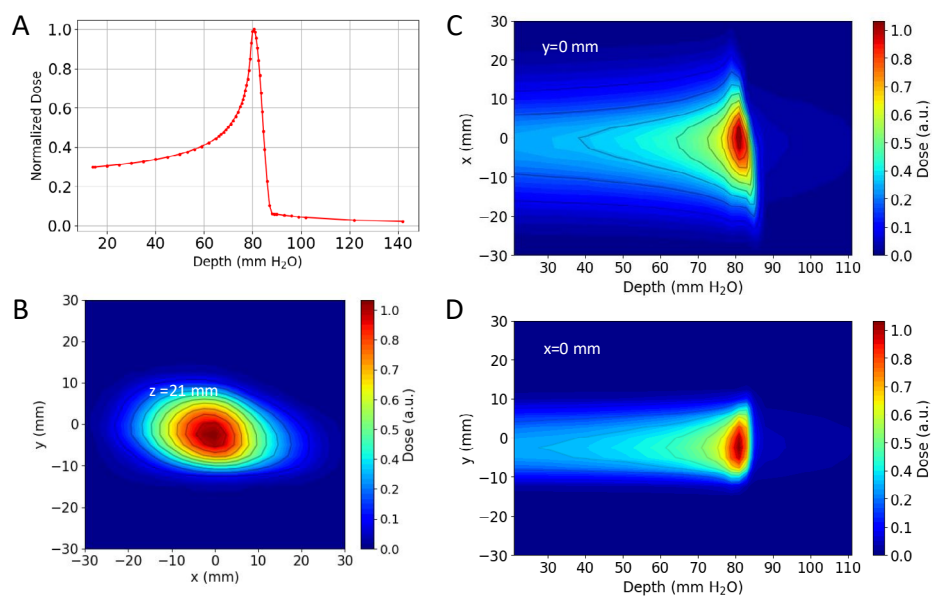 A
1.0
0.8
0.6
0.4
0.2
0.0
Normalized Dose
20 40 60 80 100 120 140
Depth (mm H₂O)
B
30
20
10
0
−10
−20
−30
y (mm)
z =21 mm
−30 −20 −10 0 10 20 30
x (mm)
1.0
0.9
0.8
0.7
0.6
0.5
0.4
0.3
0.2
0.1
0.0
Dose (a.u.)
C
30
20
10
0
−10
−20
−30
x (mm)
y=0 mm
30 40 50 60 70 80 90 100 110
Depth (mm H₂O)
1.0
0.9
0.8
0.7
0.6
0.5
0.4
0.3
0.2
0.1
0.0
Dose (a.u.)
D
30
20
10
0
−10
−20
−30
y (mm)
x=0 mm
30 40 50 60 70 80 90 100 110
Depth (mm H₂O)
1.0
0.9
0.8
0.7
0.6
0.5
0.4
0.3
0.2
0.1
0.0
Dose (a.u.)